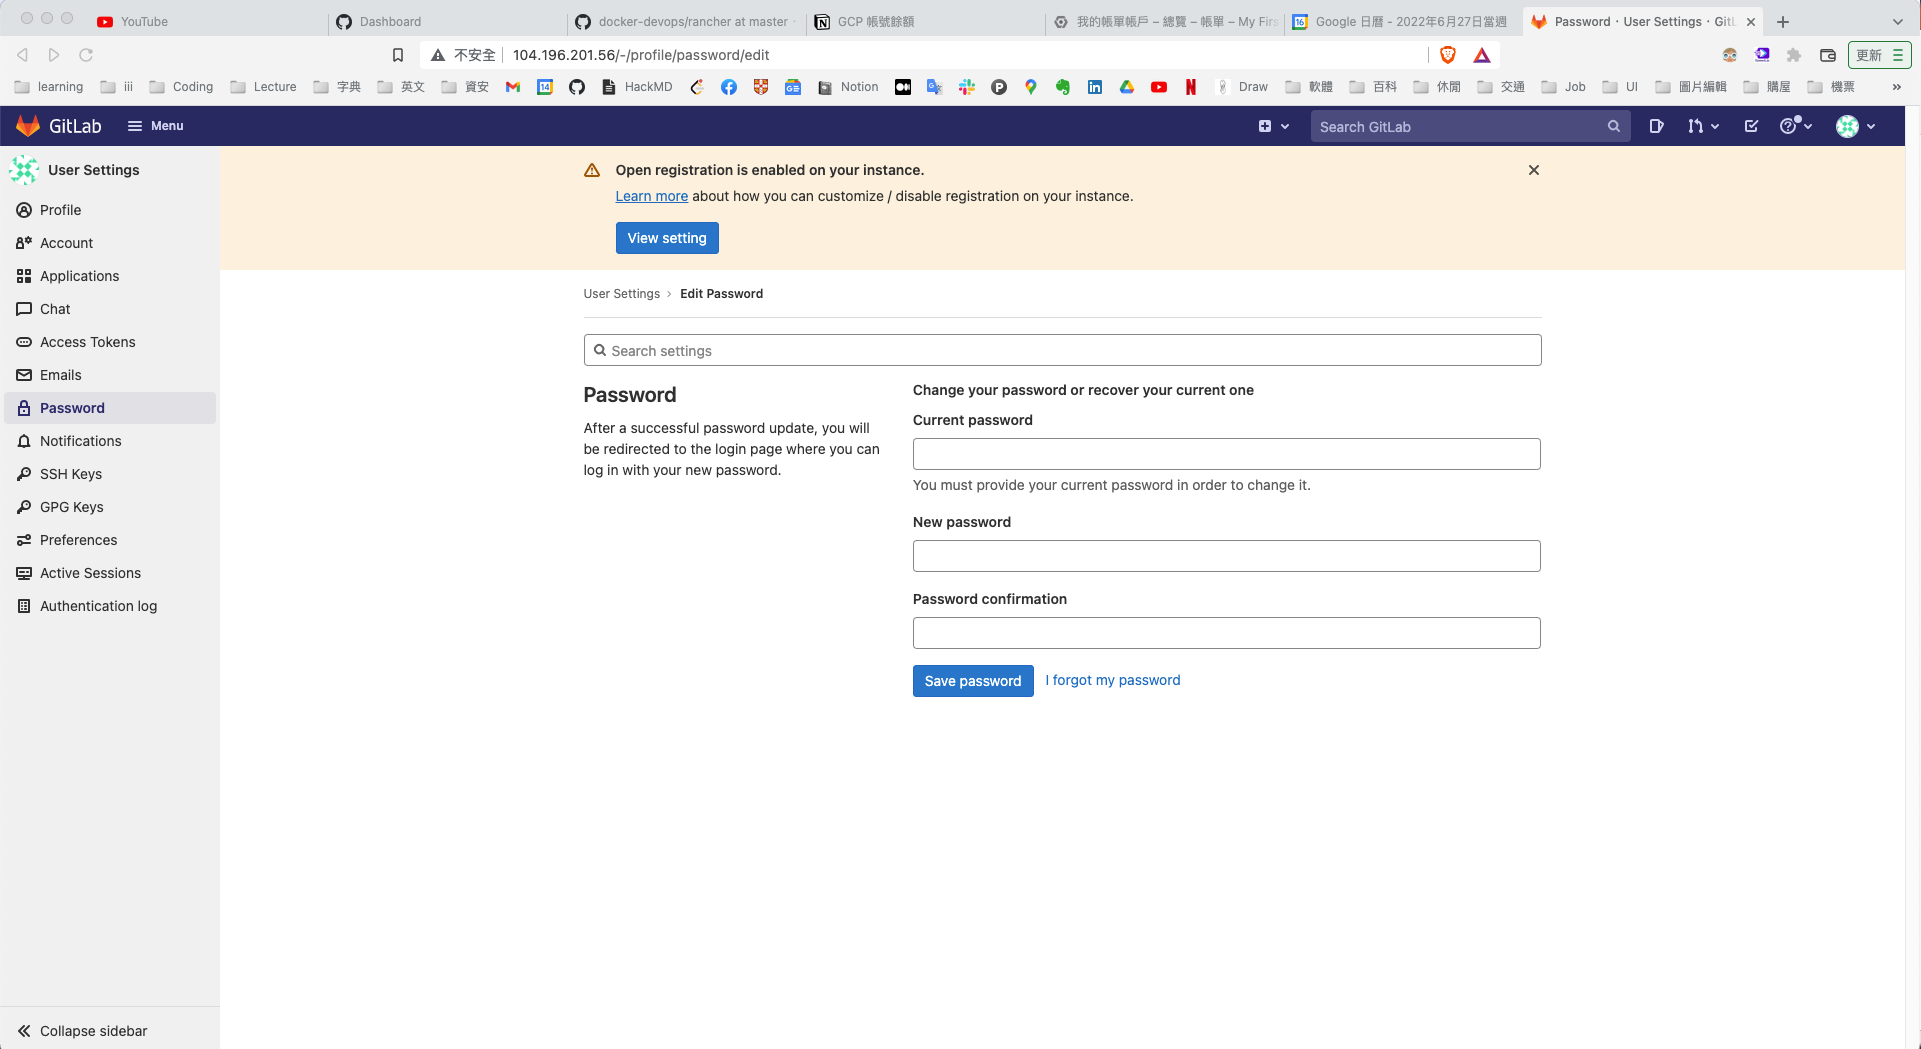 YouTube
Dashboard
docker-devops/rancher at master
GCP 帳號餘額
我的帳單帳戶 – 總覽 – 帳單 – My Firs
Google 日曆 - 2022年6月27日當週
Password · User Settings · GitL
不安全
104.196.201.56/-/profile/password/edit
更新
learning
iii
Coding
Lecture
字典
英文
資安
14
HackMD
Notion
Draw
軟體
百科
休閒
交通
Job
UI
圖片編輯
購屋
機票
»
GitLab
Menu
Search GitLab
User Settings
Profile
Account
Applications
Chat
Access Tokens
Emails
Password
Notifications
SSH Keys
GPG Keys
Preferences
Active Sessions
Authentication log
Collapse sidebar
Open registration is enabled on your instance.
Learn more about how you can customize / disable registration on your instance.
View setting
User Settings › Edit Password
Search settings
Password
After a successful password update, you will
be redirected to the login page where you can
log in with your new password.
Change your password or recover your current one
Current password
You must provide your current password in order to change it.
New password
Password confirmation
Save password
I forgot my password